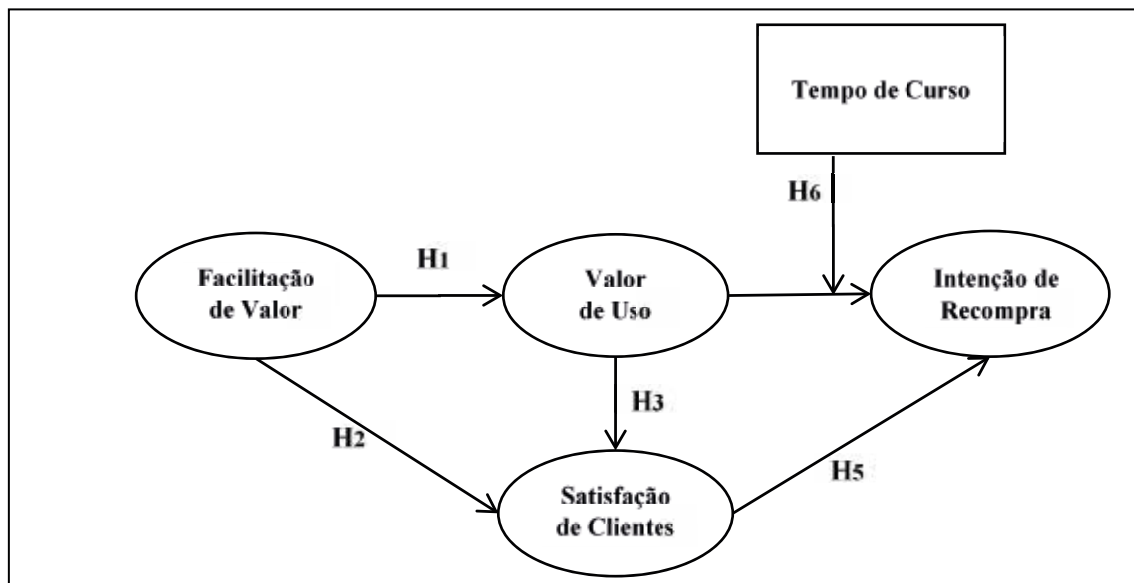 Tempo de Curso
H6
H1
Facilitação
de Valor
Valor
de Uso
Intenção de
Recompra
H3
H2
H5
Satisfação
de Clientes